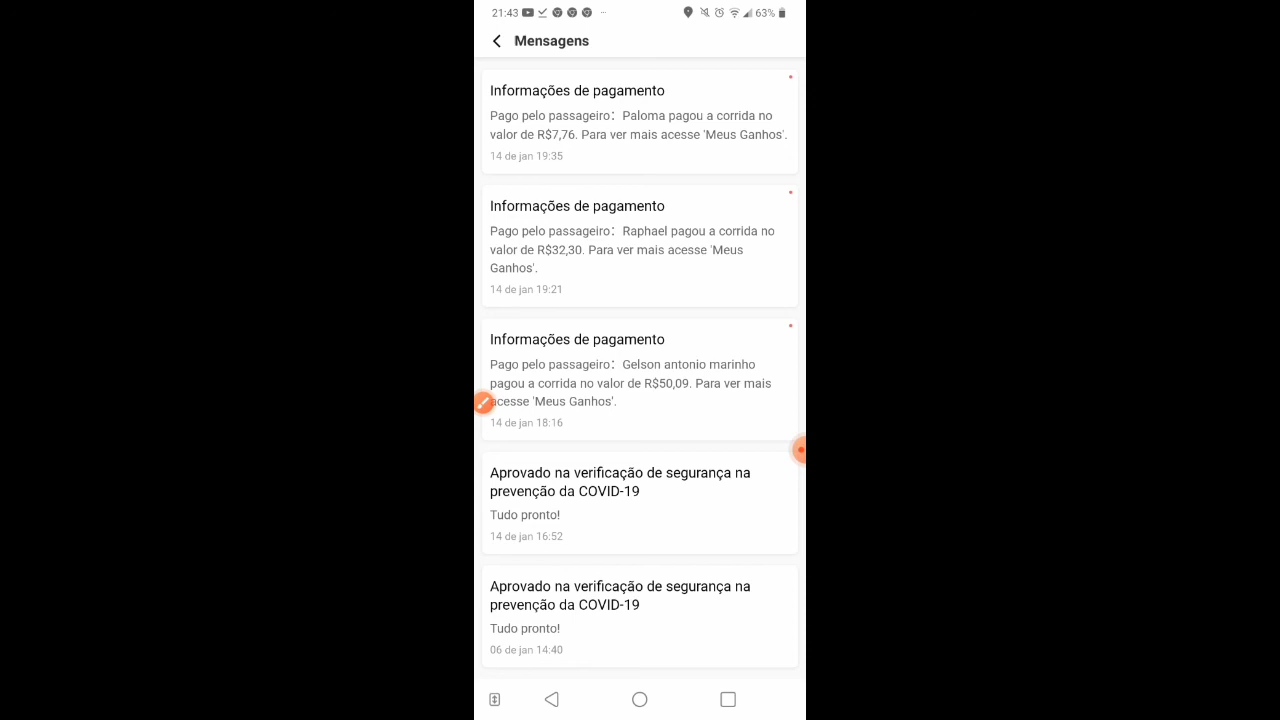 21:43 63%
Mensagens
Informações de pagamento
Pago pelo passageiro: Paloma pagou a corrida no
valor de R$7,76. Para ver mais acesse 'Meus Ganhos'.
14 de jan 19:35
Informações de pagamento
Pago pelo passageiro: Raphael pagou a corrida no
valor de R$32,30. Para ver mais acesse 'Meus
Ganhos'.
14 de jan 19:21
Informações de pagamento
Pago pelo passageiro: Gelson antonio marinho
pagou a corrida no valor de R$50,09. Para ver mais
acesse 'Meus Ganhos'.
14 de jan 18:16
Aprovado na verificação de segurança na
prevenção da COVID-19
Tudo pronto!
14 de jan 16:52
Aprovado na verificação de segurança na
prevenção da COVID-19
Tudo pronto!
06 de jan 14:40